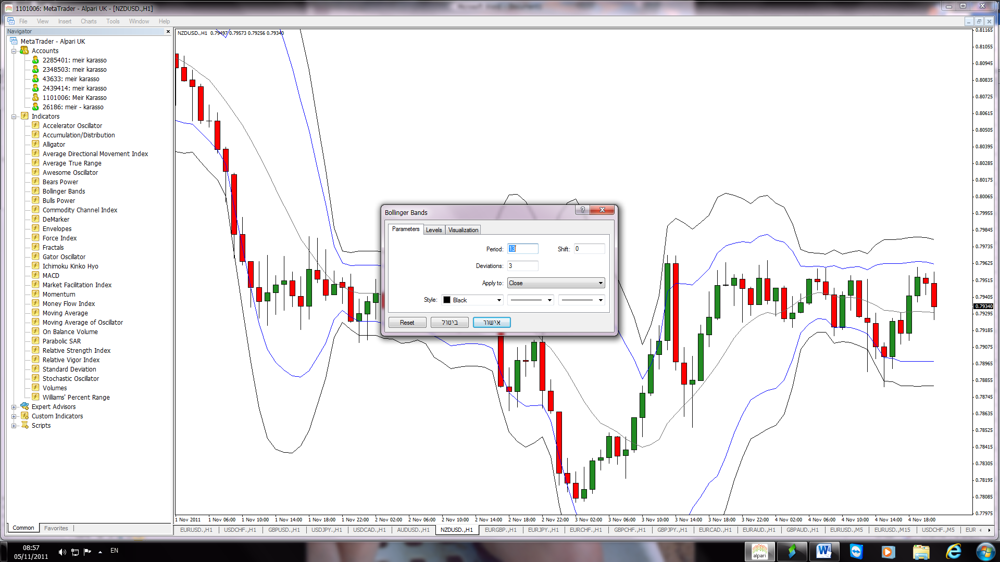 1101006: MetaTrader - Alpari UK - [NZDUSD.,H1]
File View Insert Charts Tools Window Help
Navigator
MetaTrader - Alpari UK
Accounts
2285401: meir karasso
2348503: meir karasso
43633: meir karasso
2439414: meir karasso
1101006: Meir Karasso
26186: meir - karasso
Indicators
Accelerator Oscillator
Accumulation/Distribution
Alligator
Average Directional Movement Index
Average True Range
Awesome Oscillator
Bears Power
Bollinger Bands
Bulls Power
Commodity Channel Index
DeMarker
Envelopes
Force Index
Fractals
Gator Oscillator
Ichimoku Kinko Hyo
MACD
Market Facilitation Index
Momentum
Money Flow Index
Moving Average
Moving Average of Oscillator
On Balance Volume
Parabolic SAR
Relative Strength Index
Relative Vigor Index
Standard Deviation
Stochastic Oscillator
Volumes
Williams' Percent Range
Expert Advisors
Custom Indicators
Scripts
Common Favorites
NZDUSD.,H1 0.79497 0.79573 0.79256 0.79340
Bollinger Bands
Parameters Levels Visualization
Period: 13 Shift: 0
Deviations: 3
Apply to: Close
Style: Black
Reset ביטול אישור
0.81165
0.81055
0.80945
0.80835
0.80725
0.80615
0.80505
0.80395
0.80285
0.80175
0.80065
0.79955
0.79845
0.79735
0.79625
0.79515
0.79405
0.79340
0.79295
0.79185
0.79075
0.78965
0.78855
0.78745
0.78635
0.78525
0.78415
0.78305
0.78195
0.78085
0.77975
1 Nov 2011 1 Nov 06:00 1 Nov 10:00 1 Nov 14:00 1 Nov 18:00 1 Nov 22:00 2 Nov 02:00 2 Nov 06:00 2 Nov 10:00 2 Nov 14:00 2 Nov 18:00 2 Nov 22:00 3 Nov 02:00 3 Nov 06:00 3 Nov 10:00 3 Nov 14:00 3 Nov 18:00 3 Nov 22:00 4 Nov 02:00 4 Nov 06:00 4 Nov 10:00 4 Nov 14:00 4 Nov 18:00
EURUSD.,H1 USDCHF.,H1 GBPUSD.,H1 USDJPY.,H1 USDCAD.,H1 AUDUSD.,H1 NZDUSD.,H1 EURGBP.,H1 EURJPY.,H1 EURCHF.,H1 GBPCHF.,H1 GBPJPY.,H1 EURCAD.,H1 EURAUD.,H1 GBPAUD.,H1 EURUSD.,M5 EURUSD.,M15 USDCHF.,M5 EUR
08:57
05/11/2011
EN
alpari